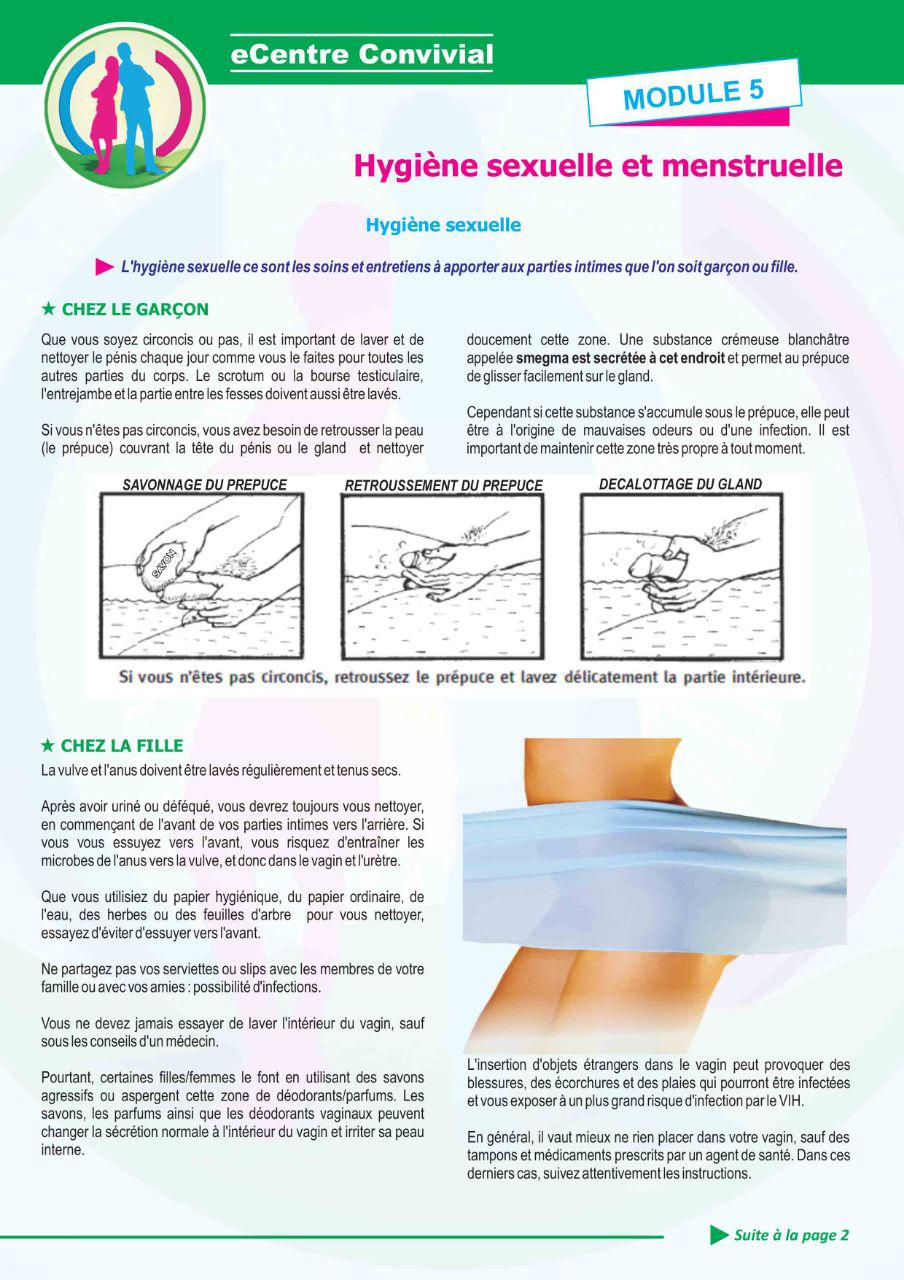 eCentre Convivial
MODULE 5
Hygiène sexuelle et menstruelle
Hygiène sexuelle
L'hygiène sexuelle ce sont les soins et entretiens à apporter aux parties intimes que l'on soit garçon ou fille.
★ CHEZ LE GARÇON
Que vous soyez circoncis ou pas, il est important de laver et de
nettoyer le pénis chaque jour comme vous le faites pour toutes les
autres parties du corps. Le scrotum ou la bourse testiculaire,
l'entrejambe et la partie entre les fesses doivent aussi être lavés.
Si vous n'êtes pas circoncis, vous avez besoin de retrousser la peau
(le prépuce) couvrant la tête du pénis ou le gland et nettoyer
doucement cette zone. Une substance crémeuse blanchâtre
appelée smegma est secrétée à cet endroit et permet au prépuce
de glisser facilement sur le gland.
Cependant si cette substance s'accumule sous le prépuce, elle peut
être à l'origine de mauvaises odeurs ou d'une infection. Il est
important de maintenir cette zone très propre à tout moment.
SAVONNAGE DU PREPUCE
RETROUSSEMENT DU PREPUCE
DECALOTTAGE DU GLAND
SAVON
Si vous n'êtes pas circoncis, retroussez le prépuce et lavez délicatement la partie intérieure.
★ CHEZ LA FILLE
La vulve et l'anus doivent être lavés régulièrement et tenus secs.
Après avoir uriné ou déféqué, vous devrez toujours vous nettoyer,
en commençant de l'avant de vos parties intimes vers l'arrière. Si
vous vous essuyez vers l'avant, vous risquez d'entraîner les
microbes de l'anus vers la vulve, et donc dans le vagin et l'urètre.
Que vous utilisiez du papier hygiénique, du papier ordinaire, de
l'eau, des herbes ou des feuilles d'arbre pour vous nettoyer,
essayez d'éviter d'essuyer vers l'avant.
Ne partagez pas vos serviettes ou slips avec les membres de votre
famille ou avec vos amies : possibilité d'infections.
Vous ne devez jamais essayer de laver l'intérieur du vagin, sauf
sous les conseils d'un médecin.
Pourtant, certaines filles/femmes le font en utilisant des savons
agressifs ou aspergent cette zone de déodorants/parfums. Les
savons, les parfums ainsi que les déodorants vaginaux peuvent
changer la sécrétion normale à l'intérieur du vagin et irriter sa peau
interne.
L'insertion d'objets étrangers dans le vagin peut provoquer des
blessures, des écorchures et des plaies qui pourront être infectées
et vous exposer à un plus grand risque d'infection par le VIH.
En général, il vaut mieux ne rien placer dans votre vagin, sauf des
tampons et médicaments prescrits par un agent de santé. Dans ces
derniers cas, suivez attentivement les instructions.
Suite à la page 2